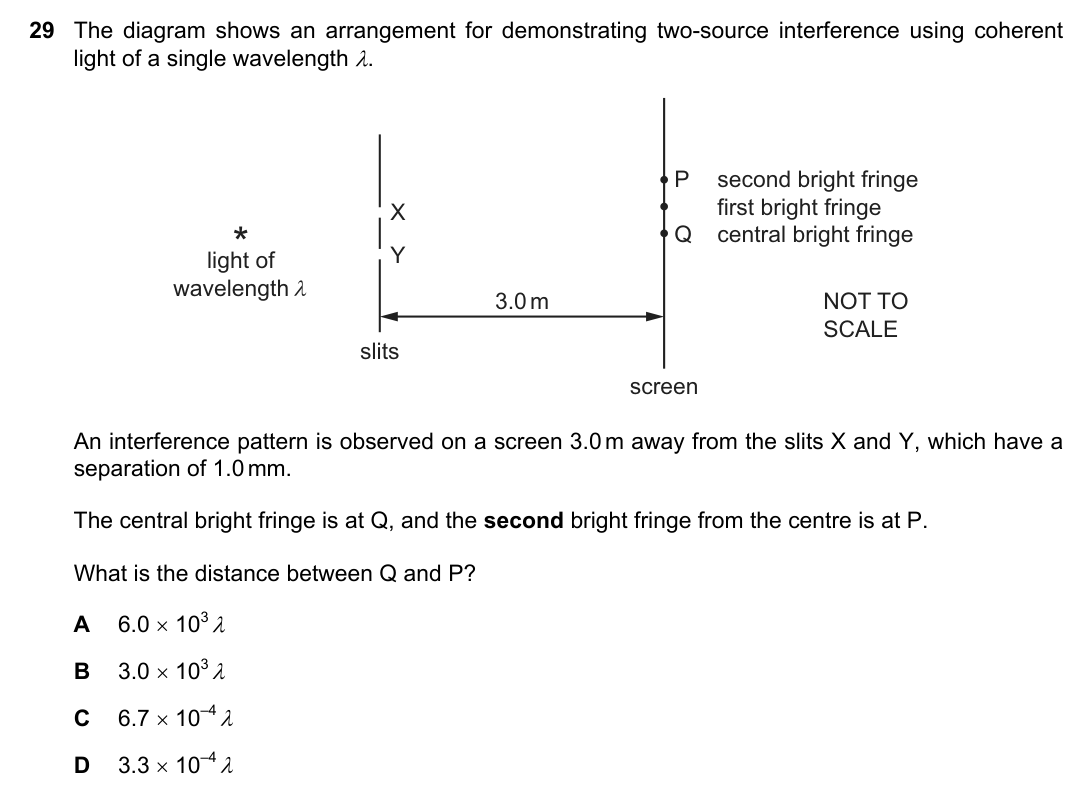 29 The diagram shows an arrangement for demonstrating two-source interference using coherent
light of a single wavelength λ.
P second bright fringe
X first bright fringe
* Q central bright fringe
light of Y
wavelength λ
3.0 m NOT TO
SCALE
slits
screen
An interference pattern is observed on a screen 3.0 m away from the slits X and Y, which have a
separation of 1.0 mm.
The central bright fringe is at Q, and the second bright fringe from the centre is at P.
What is the distance between Q and P?
A 6.0 × 10³ λ
B 3.0 × 10³ λ
C 6.7 × 10⁻⁴ λ
D 3.3 × 10⁻⁴ λ